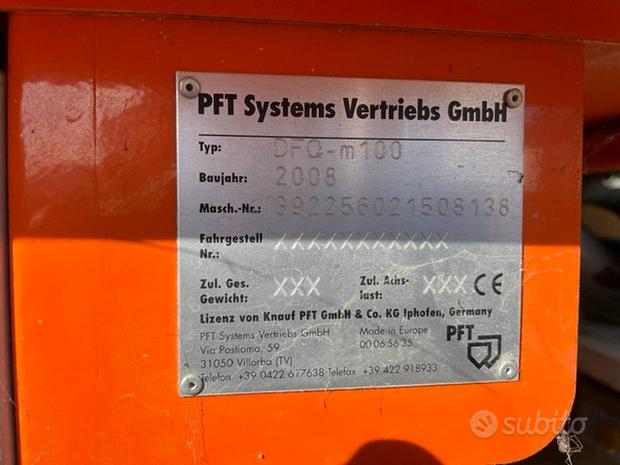 PFT Systems Vertriebs GmbH
Typ: DFQ-m100
Baujahr: 2008
Masch.-Nr.: 392256021508138
Fahrgestell Nr.: XXXXXXXXXXX
Zul. Ges. Gewicht: XXX Zul. Achs-last: XXX CE
Lizenz von Knauf PFT GmbH & Co. KG Iphofen, Germany
PFT Systems Vertriebs GmbH Made in Europe
Via Postioma, 59 00 06 56 35
31050 Villorba (TV)
Telefon +39 0422 617638 Telefax +39 422 918933
PFT
subito